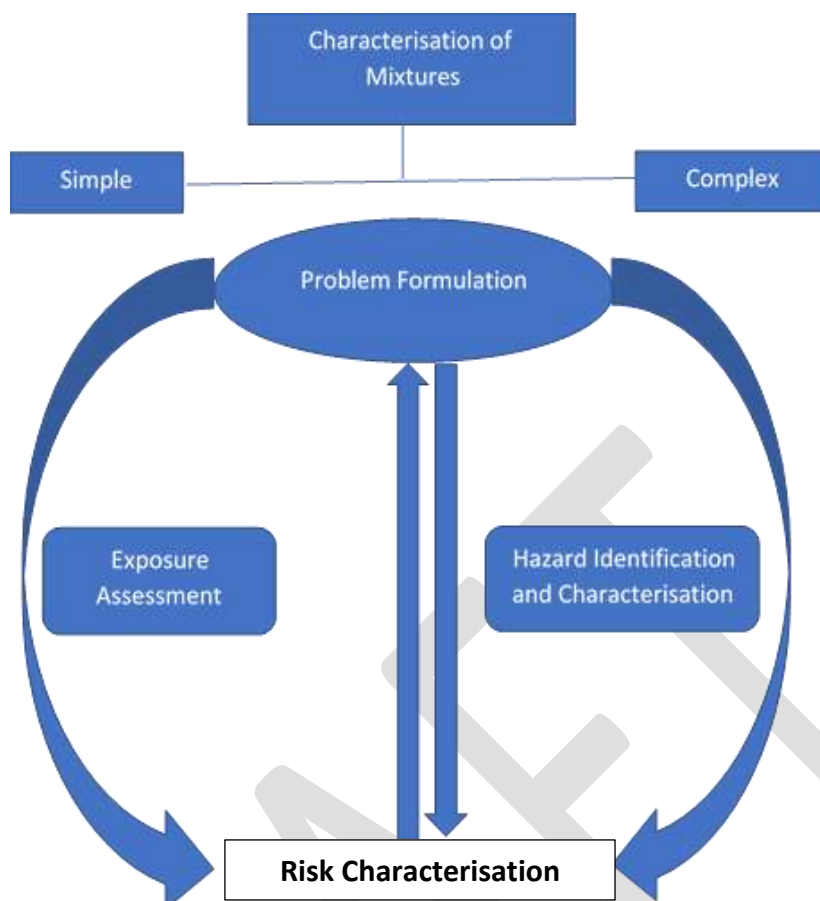 Characterisation of
Mixtures
Simple
Complex
Problem Formulation
Exposure
Assessment
Hazard Identification
and Characterisation
Risk Characterisation